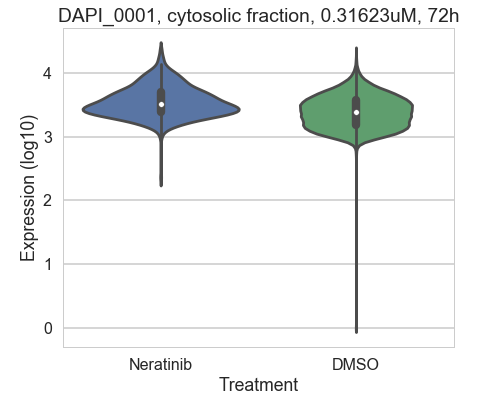 DAPI_0001, cytosolic fraction, 0.31623uM, 72h
Expression (log10)
4
3
2
1
0
Neratinib
DMSO
Treatment